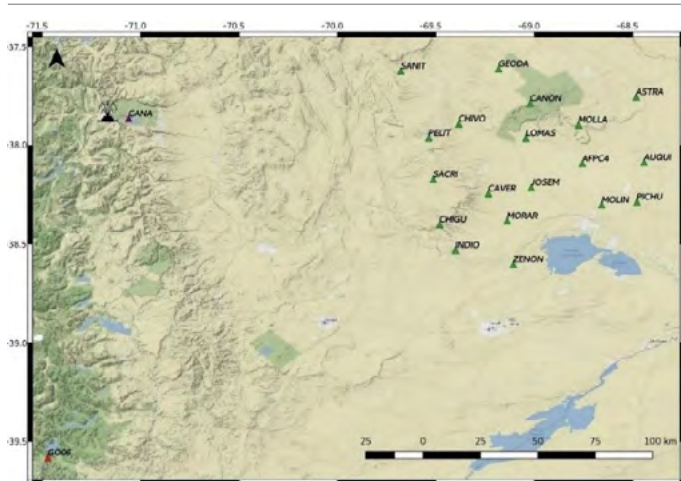 -71.5 -71.0 -70.5 -70.0 -69.5 -69.0 -68.5
-37.5
SANIT GEODA
CANON ASTRA
CANA
CHIVO MOLLA
PELIT LOMAS
-38.0
AFPC4 AUQUI
SACRI
CAVER JOSEM
MOLIN PICHU
CHIGU MORAR
-38.5
INDIO
ZENON
-39.0
-39.5
GO06
25 0 25 50 75 100 km